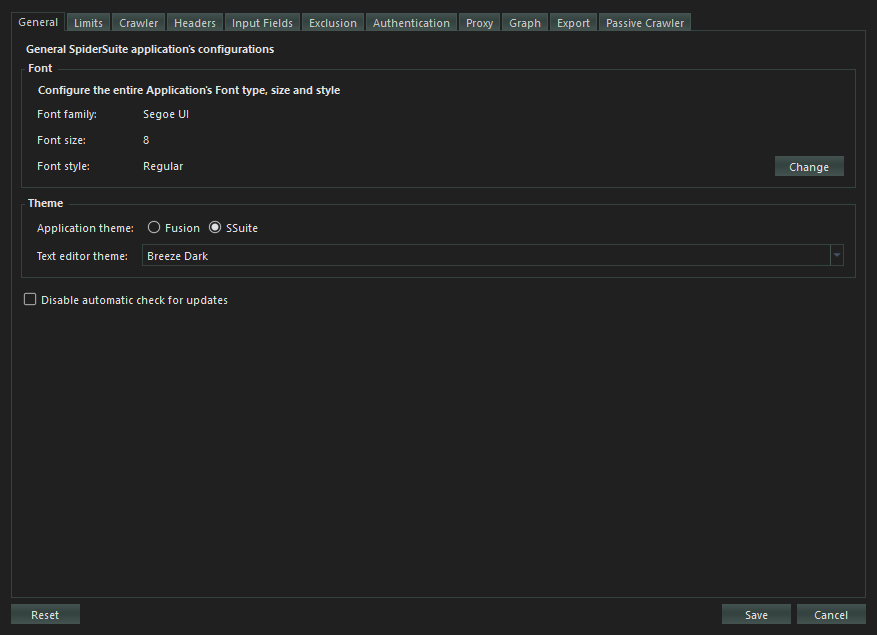 General Limits Crawler Headers Input Fields Exclusion Authentication Proxy Graph Export Passive Crawler
General SpiderSuite application's configurations
Font
Configure the entire Application's Font type, size and style
Font family: Segoe UI
Font size: 8
Font style: Regular
Change
Theme
Application theme: Fusion SSuite
Text editor theme: Breeze Dark
Disable automatic check for updates
Reset Save Cancel